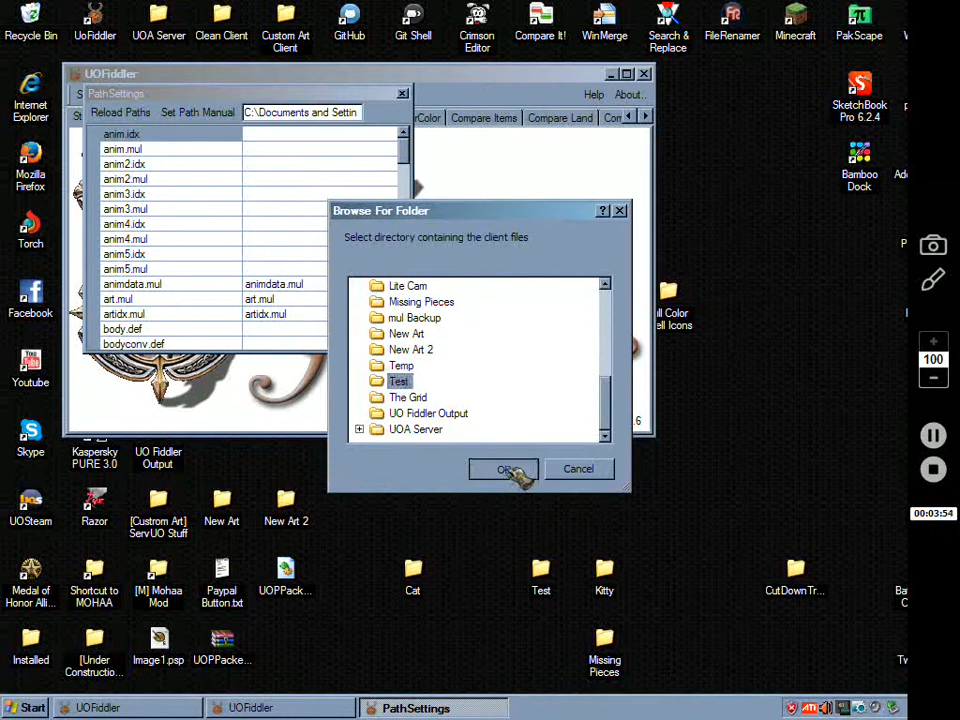 Recycle Bin
UoFiddler
UOA Server
Clean Client
Custom Art
Client
GitHub
Git Shell
Crimson
Editor
Compare It!
WinMerge
Search &
Replace
FileRenamer
Minecraft
PakScape
Internet
Explorer
Mozilla
Firefox
Torch
Facebook
Youtube
Skype
Kaspersky
PURE 3.0
UO Fiddler
Output
UOSteam
Razor
[Custrom Art]
ServUO Stuff
New Art
New Art 2
Medal of
Honor Alli...
Shortcut to
MOHAA
[M] Mohaa
Mod
Paypal
Button.txt
UOPPack...
Cat
Test
Kitty
CutDownTr...
Installed
[Under
Constructio...
Image1.psp
UOPPacke...
Missing
Pieces
SketchBook
Pro 6.2.4
Bamboo
Dock
UOFiddler
Help
About..
Compare Items
Compare Land
PathSettings
Reload Paths
Set Path Manual
C:\Documents and Settin
anim.idx
anim.mul
anim2.idx
anim2.mul
anim3.idx
anim3.mul
anim4.idx
anim4.mul
anim5.idx
anim5.mul
animdata.mul animdata.mul
art.mul art.mul
artidx.mul artidx.mul
body.def
bodyconv.def
Browse For Folder
Select directory containing the client files
Lite Cam
Missing Pieces
mul Backup
New Art
New Art 2
Temp
Test
The Grid
UO Fiddler Output
UOA Server
Cancel
100
00:03:54
Start
UOFiddler
UOFiddler
PathSettings
ATI